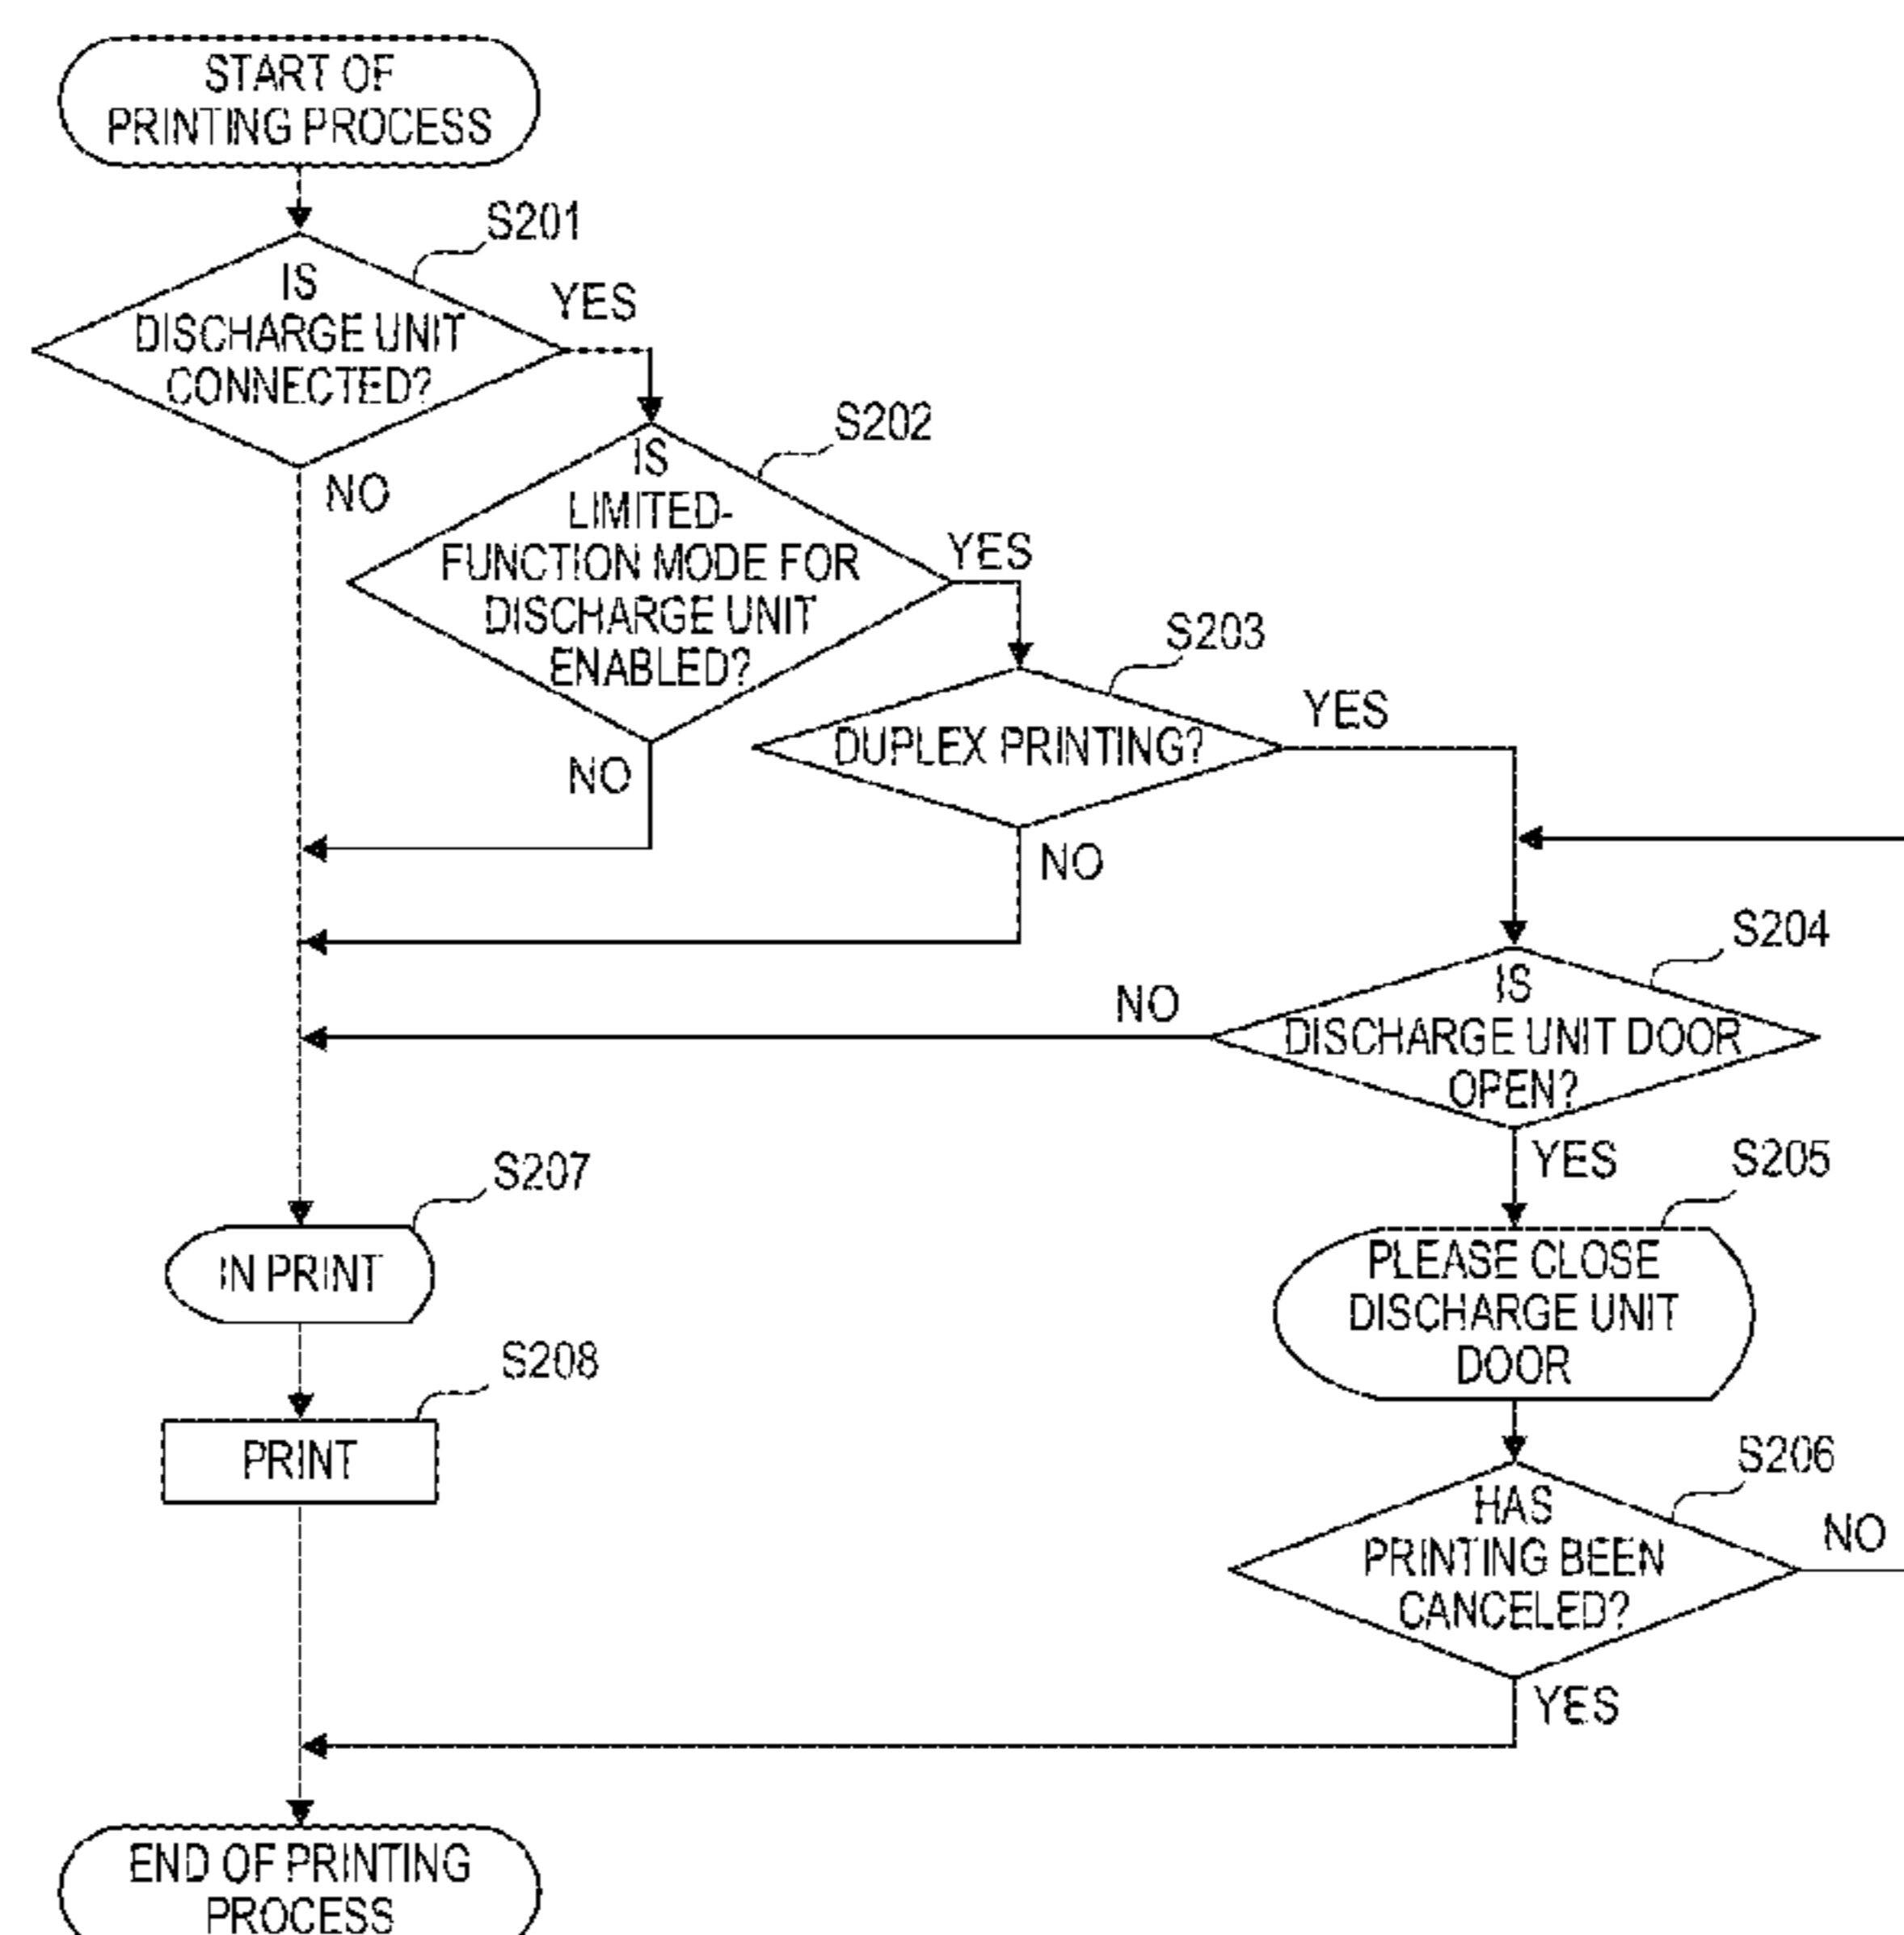 START OF
PRINTING PROCESS
S201
IS
DISCHARGE UNIT
CONNECTED?
YES
NO
S202
IS
LIMITED-
FUNCTION MODE FOR
DISCHARGE UNIT
ENABLED?
YES
NO
S203
DUPLEX PRINTING?
YES
NO
S204
IS
DISCHARGE UNIT DOOR
OPEN?
NO
YES
S205
PLEASE CLOSE
DISCHARGE UNIT
DOOR
S206
HAS
PRINTING BEEN
CANCELED?
NO
YES
S207
IN PRINT
S208
PRINT
END OF PRINTING
PROCESS